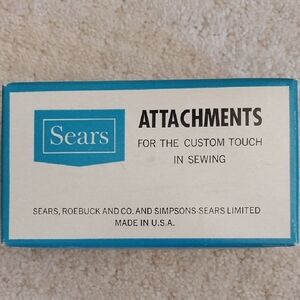 Sears
ATTACHMENTS
FOR THE CUSTOM TOUCH
IN SEWING
SEARS, ROEBUCK AND CO. AND SIMPSONS-SEARS LIMITED
MADE IN U.S.A.